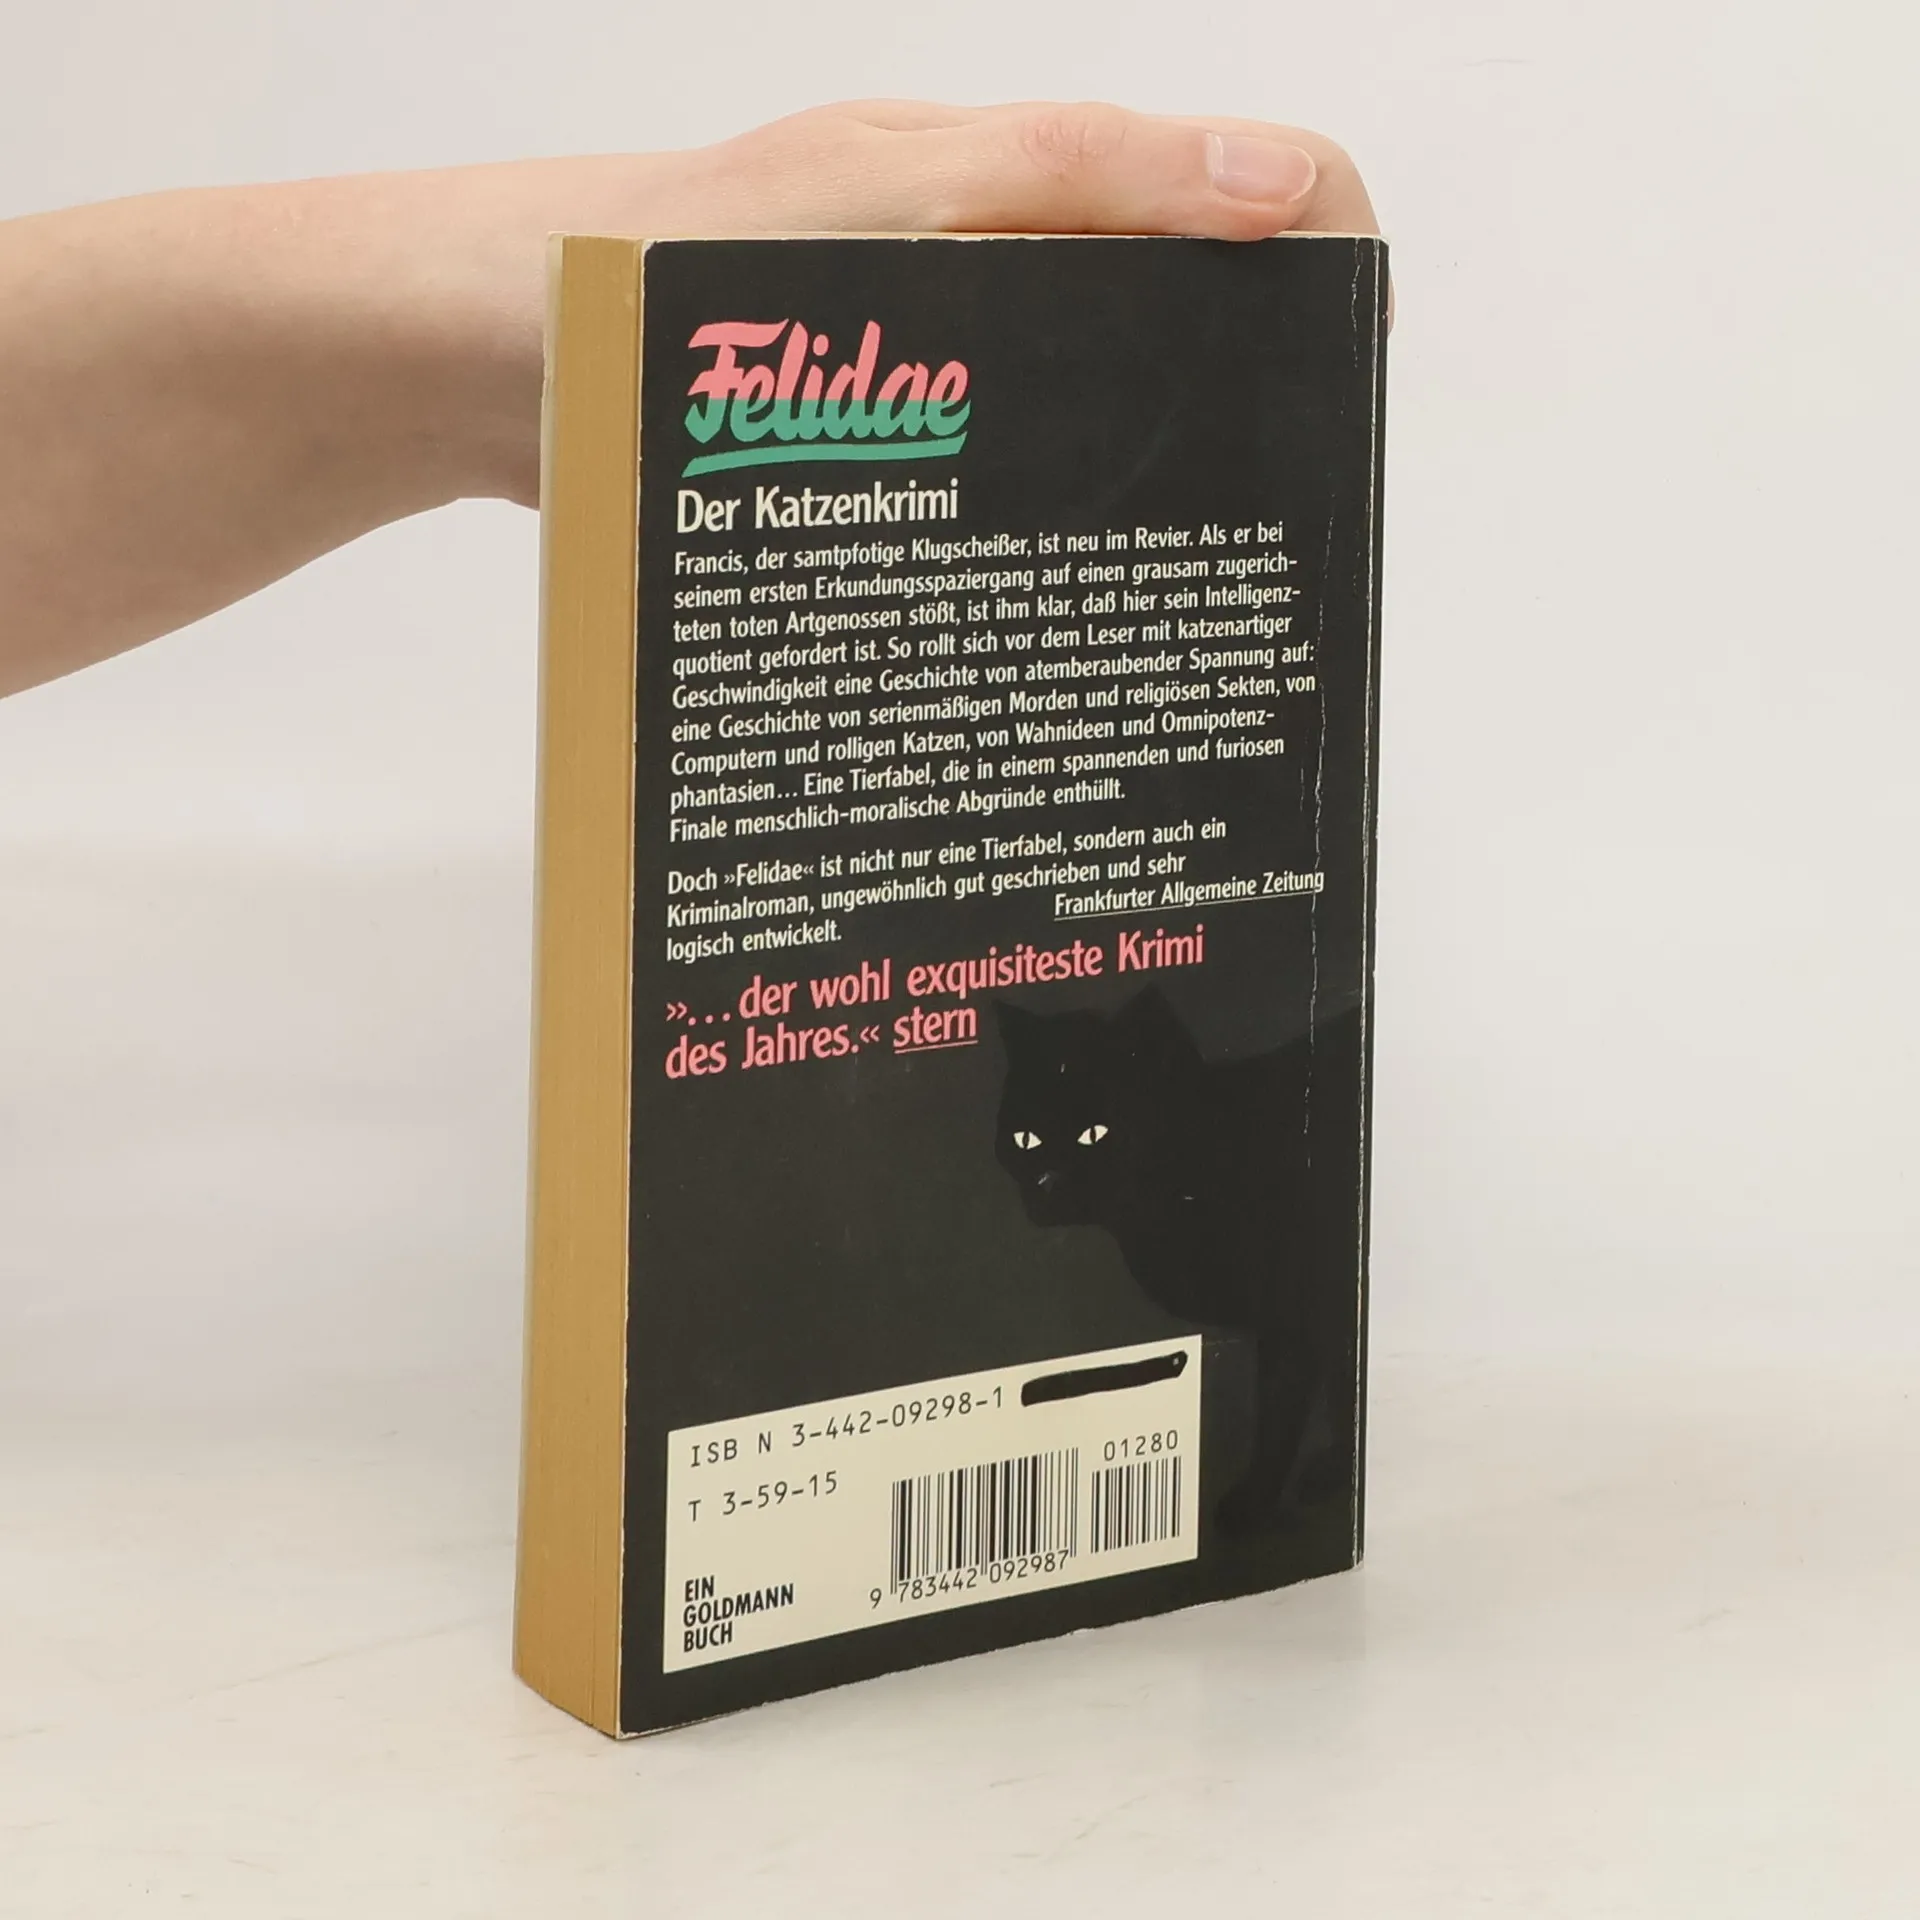 Felidae
Der Katzenkrimi
Francis, der samtpfotige Klugscheißer, ist neu im Revier. Als er bei
seinem ersten Erkundungsspaziergang auf einen grausam zugerich-
teten toten Artgenossen stößt, ist ihm klar, daß hier sein Intelligenz-
quotient gefordert ist. So rollt sich vor dem Leser mit katzenartiger
Geschwindigkeit eine Geschichte von atemberaubender Spannung auf:
eine Geschichte von serienmäßigen Morden und religiösen Sekten, von
Computern und rolligen Katzen, von Wahnideen und Omnipotenz-
phantasien... Eine Tierfabel, die in einem spannenden und furiosen
Finale menschlich-moralische Abgründe enthüllt.
Doch »Felidae« ist nicht nur eine Tierfabel, sondern auch ein
Kriminalroman, ungewöhnlich gut geschrieben und sehr
logisch entwickelt.
Frankfurter Allgemeine Zeitung
»... der wohl exquisiteste Krimi
des Jahres.« stern
ISB N 3-442-09298-1
T 3-59-15
01280
9 783442 092987
EIN
GOLDMANN
BUCH